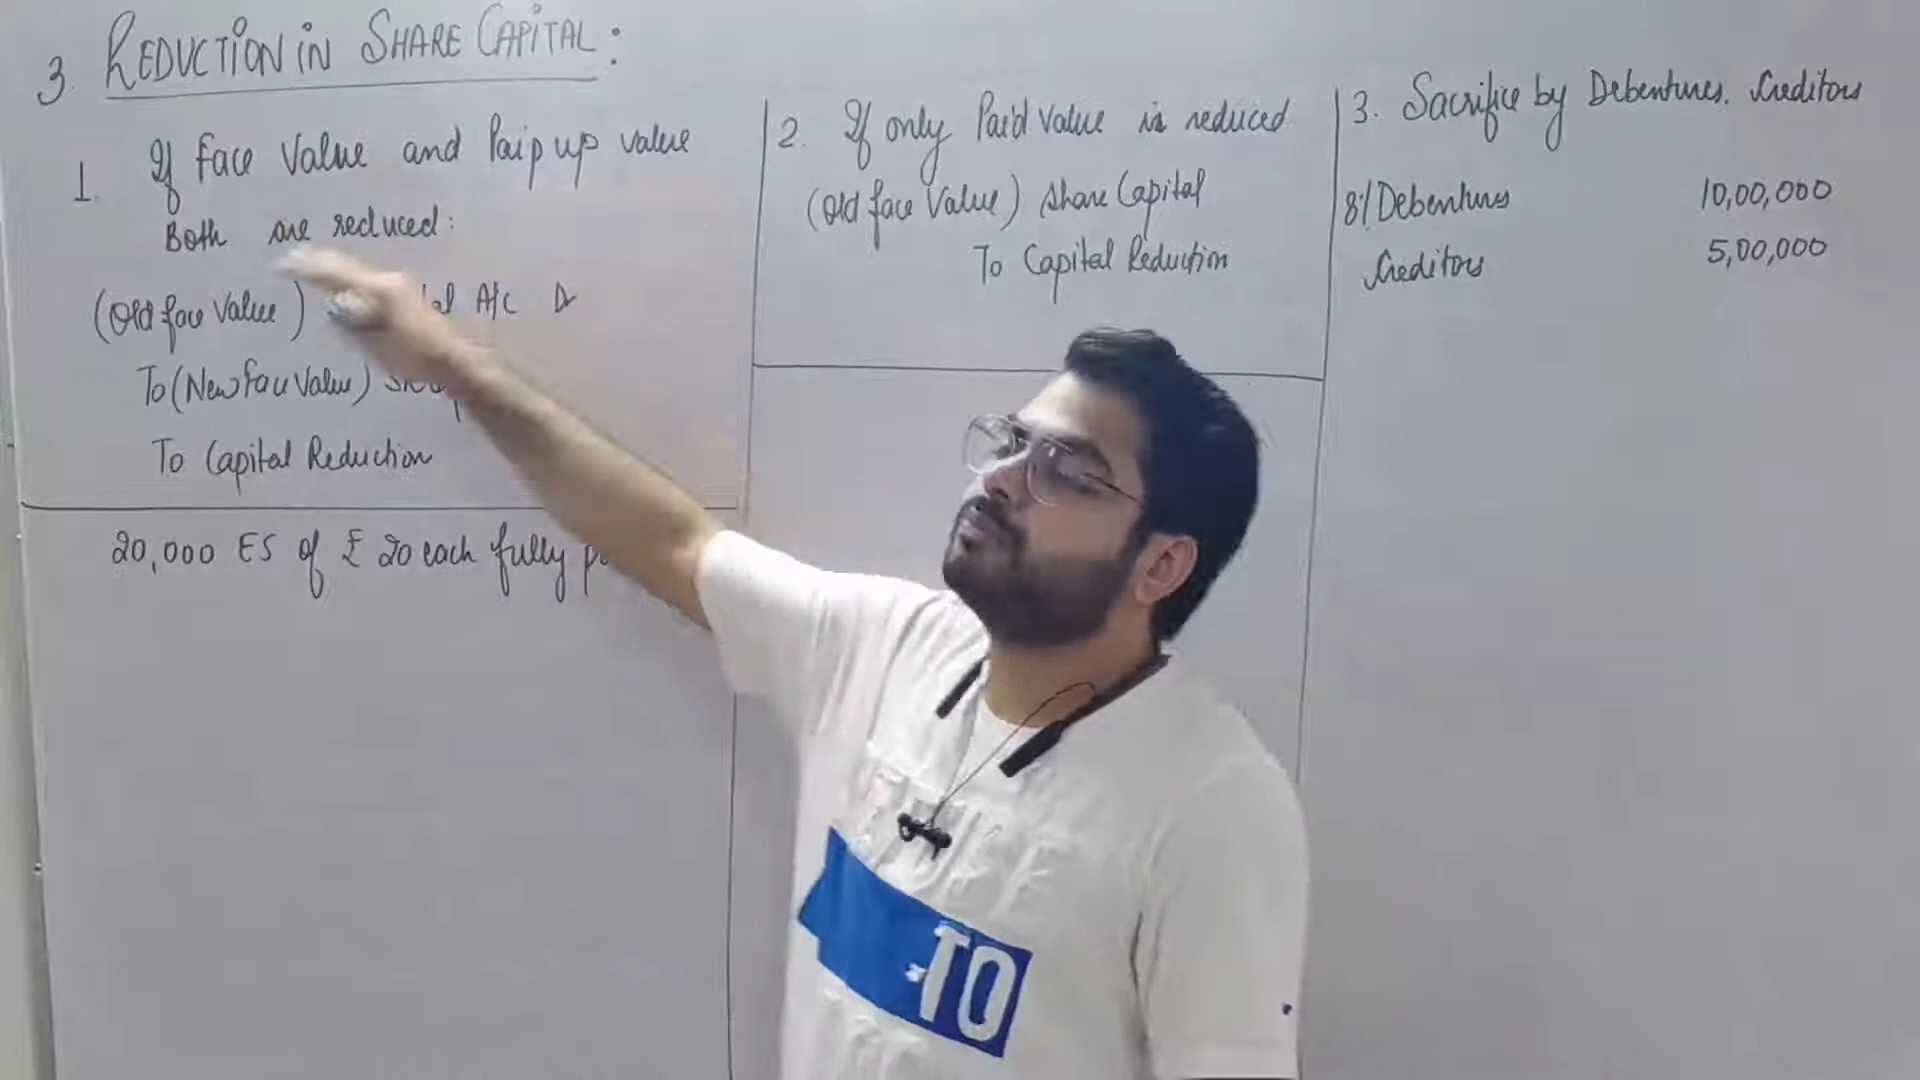 3. REDUCTION IN SHARE CAPITAL :
1. If Face Value and Paip up value
Both are reduced :
(Old face Value) A/c Dr
To (New Face Value)
To Capital Reduction
20,000 ES of ₹ 20 each fully
2. If only Paid Value is reduced
(Old face Value) Share Capital
To Capital Reduction
3. Sacrifice by Debentures. Creditors
8% Debentures 10,00,000
Creditors 5,00,000
TO